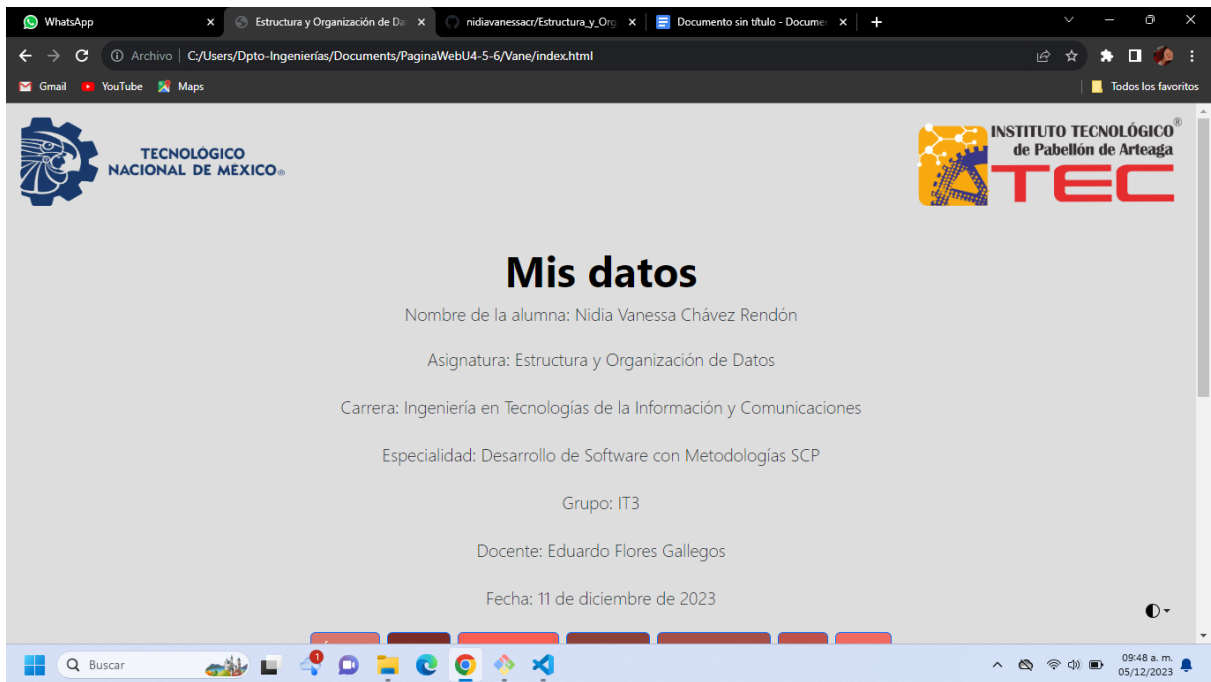 WhatsApp
Estructura y Organización de Da
nidiavanessacr/Estructura_y_Org
Documento sin título - Documen
Archivo
C:/Users/Dpto-Ingenierías/Documents/PaginaWebU4-5-6/Vane/index.html
Gmail
YouTube
Maps
Todos los favoritos
TECNOLÓGICO
NACIONAL DE MÉXICO®
INSTITUTO TECNOLÓGICO®
de Pabellón de Arteaga
TEC
Mis datos
Nombre de la alumna: Nidia Vanessa Chávez Rendón
Asignatura: Estructura y Organización de Datos
Carrera: Ingeniería en Tecnologías de la Información y Comunicaciones
Especialidad: Desarrollo de Software con Metodologías SCP
Grupo: IT3
Docente: Eduardo Flores Gallegos
Fecha: 11 de diciembre de 2023
Buscar
1
09:48 a. m.
05/12/2023